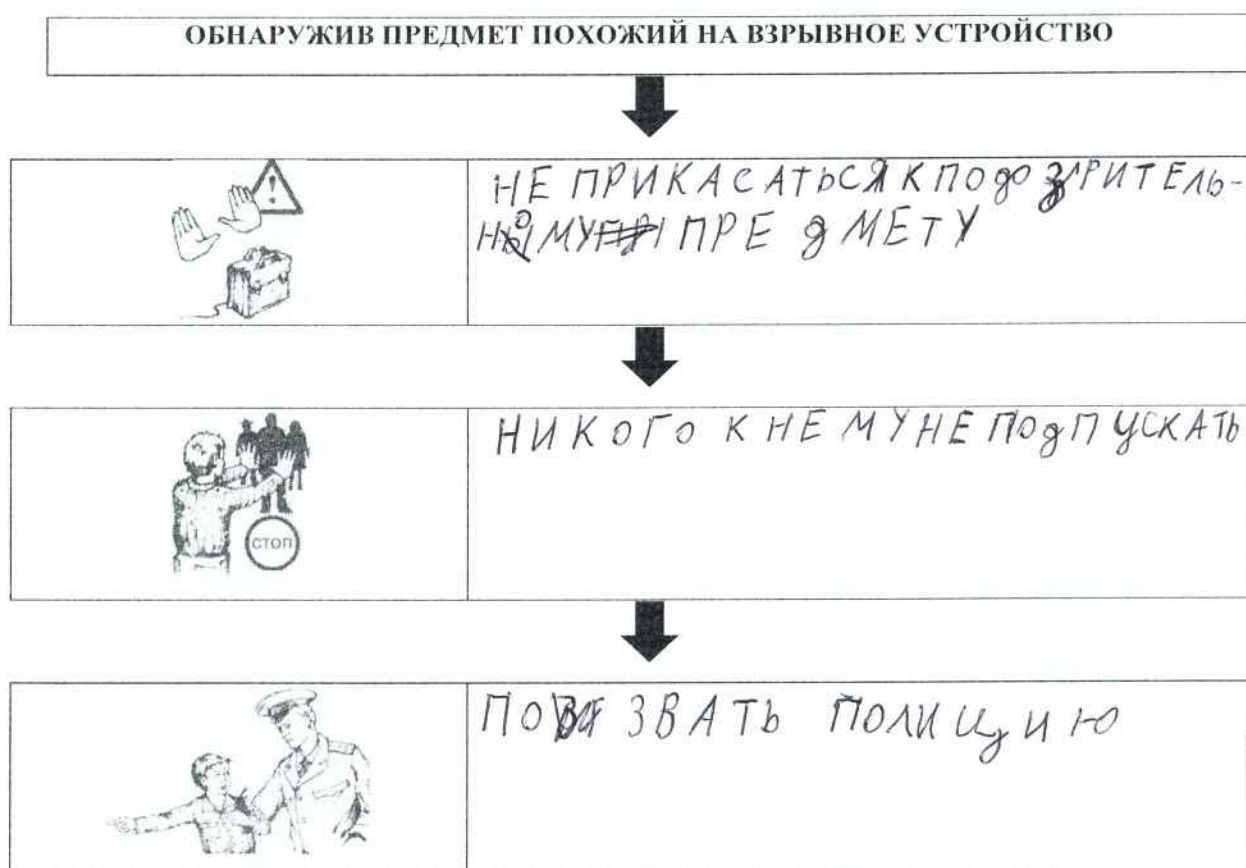 ОБНАРУЖИВ ПРЕДМЕТ ПОХОЖИЙ НА ВЗРЫВНОЕ УСТРОЙСТВО
НЕ ПРИКАСАТЬСЯ К ПОДОЗРИТЕЛЬ-
НОМУ ПРЕДМЕТУ
НИКОГО К НЕМУ НЕ ПОДПУСКАТЬ
СТОП
ПОЗВАТЬ ПОЛИЦИЮ